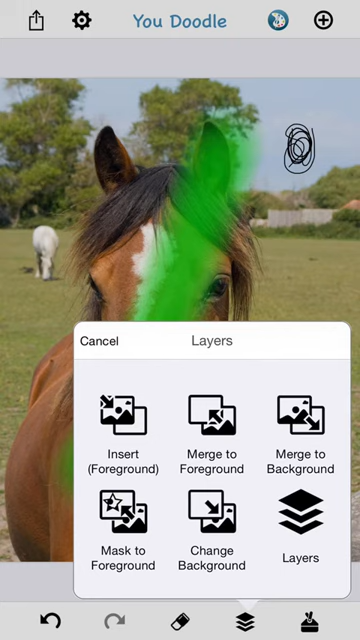 You Doodle
Cancel
Layers
Insert
(Foreground)
Merge to
Foreground
Merge to
Background
Mask to
Foreground
Change
Background
Layers